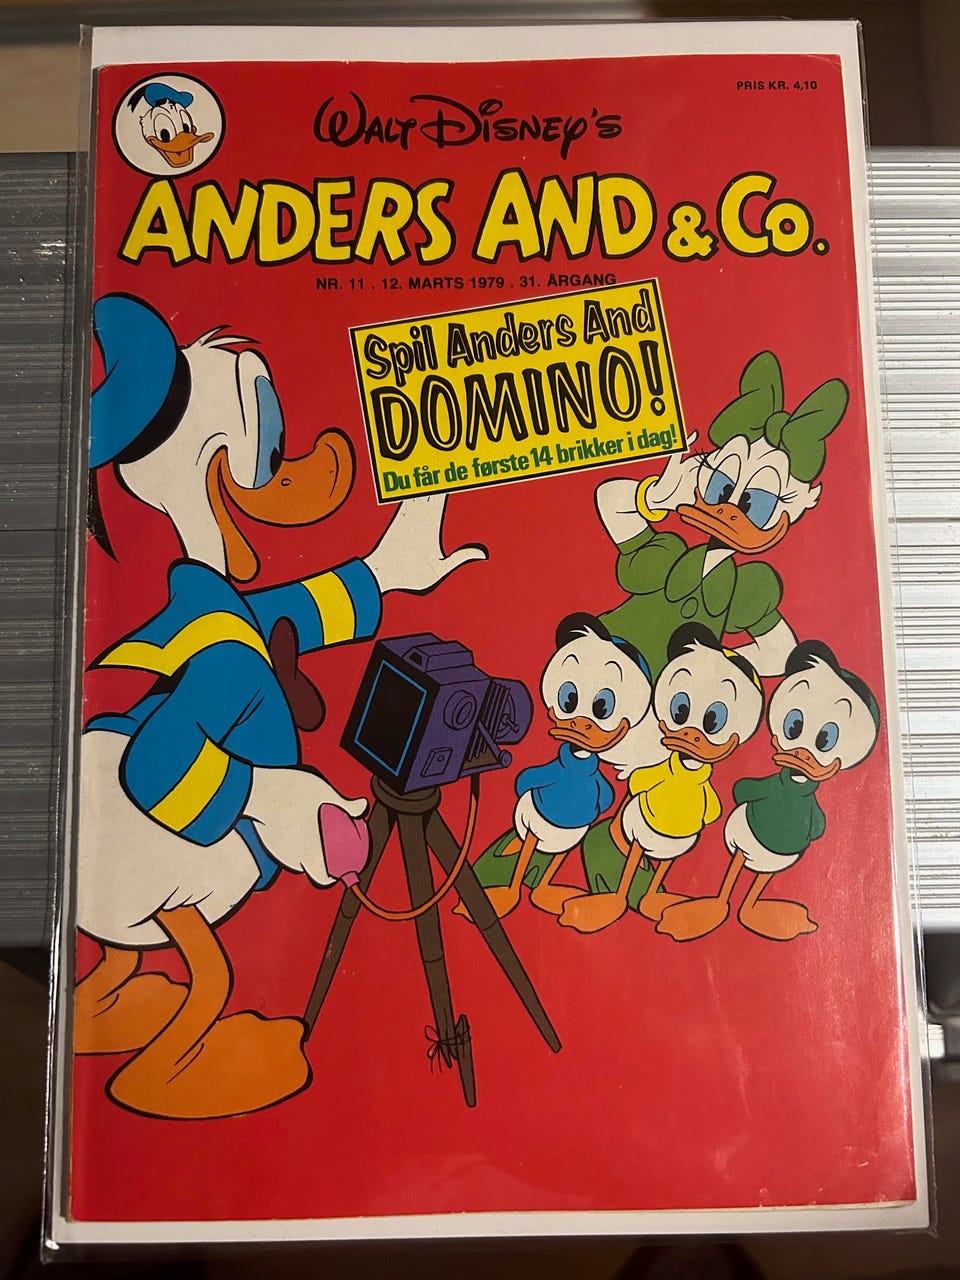 PRIS KR. 4,10
WALT DISNEY'S
ANDERS AND & CO.
NR. 11 . 12. MARTS 1979 . 31. ÅRGANG
Spil Anders And
DOMINO!
Du får de første 14 brikker i dag!